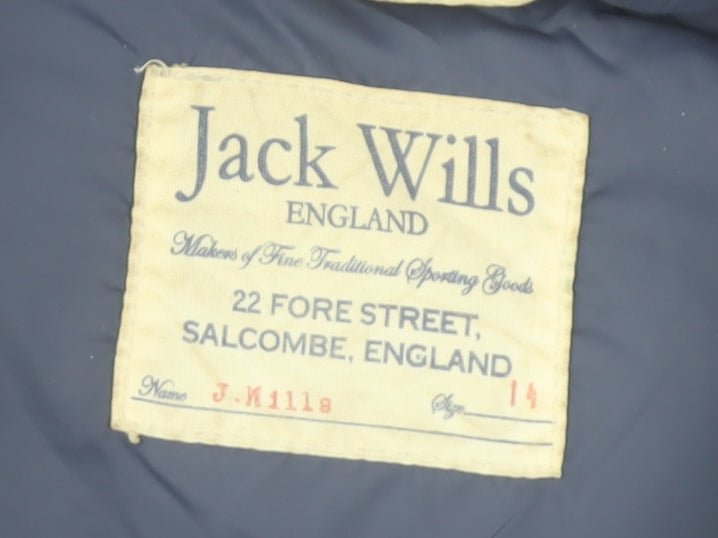 Jack Wills
ENGLAND
Makers of Fine Traditional Sporting Goods
22 FORE STREET,
SALCOMBE, ENGLAND
Name J.Wills Size 14